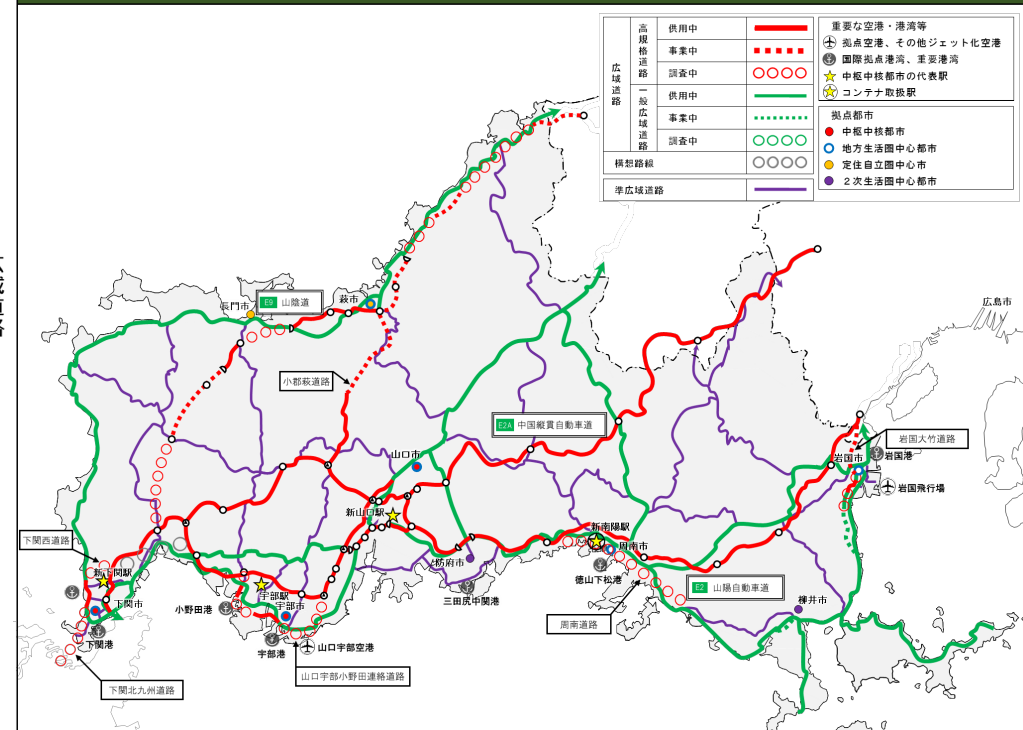 広域道路
高規格道路
供用中
事業中
調査中
一般広域道路
供用中
事業中
調査中
構想路線
準広域道路
重要な空港・港湾等
拠点空港、その他ジェット化空港
国際拠点港湾、重要港湾
中枢中核都市の代表駅
コンテナ取扱駅
拠点都市
中枢中核都市
地方生活圏中心都市
定住自立圏中心市
２次生活圏中心都市
長門市
E9 山陰道
萩市
広島市
小郡萩道路
E2A 中国縦貫自動車道
岩国大竹道路
岩国市
岩国港
岩国飛行場
山口市
新山口駅
新南陽駅
周南市
下関西道路
新下関駅
防府市
徳山下松港
E2 山陽自動車道
下関市
小野田港
宇部駅
宇部市
三田尻中関港
柳井市
周南道路
下関港
宇部港
山口宇部空港
山口宇部小野田連絡道路
下関北九州道路